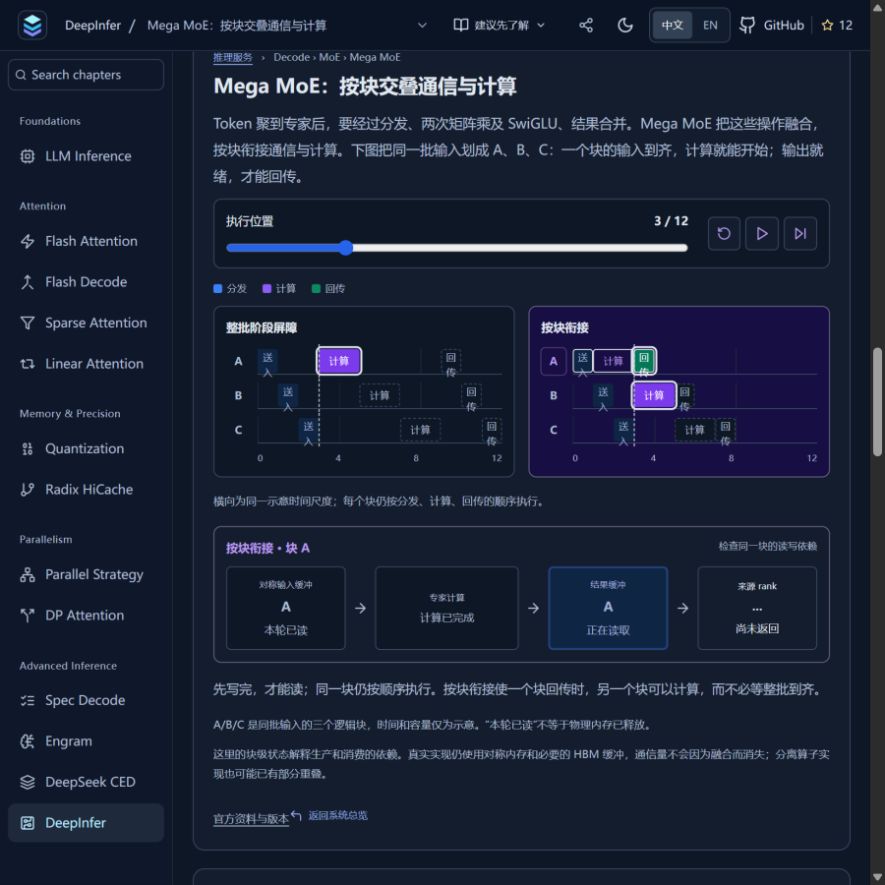 DeepInfer / Mega MoE：按块交叠通信与计算
建议先了解
中文
EN
GitHub
12
Search chapters
Foundations
LLM Inference
Attention
Flash Attention
Flash Decode
Sparse Attention
Linear Attention
Memory & Precision
Quantization
Radix HiCache
Parallelism
Parallel Strategy
DP Attention
Advanced Inference
Spec Decode
Engram
DeepSeek CED
DeepInfer
推理服务 › Decode › MoE › Mega MoE
Mega MoE：按块交叠通信与计算
Token 聚到专家后，要经过分发、两次矩阵乘及 SwiGLU、结果合并。Mega MoE 把这些操作融合，
按块衔接通信与计算。下图把同一批输入划成 A、B、C：一个块的输入到齐，计算就能开始；输出就
绪，才能回传。
执行位置
3 / 12
分发 计算 回传
整批阶段屏障
A 送入 计算 回传
B 送入 计算 回传
C 送入 计算 回传
0 4 8 12
按块衔接
A 送入 计算 回传
B 送入 计算 回传
C 送入 计算 回传
0 4 8 12
横向为同一示意时间尺度；每个块仍按分发、计算、回传的顺序执行。
按块衔接 · 块 A
检查同一块的读写依赖
对称输入缓冲
A
本轮已读
→
专家计算
计算已完成
→
结果缓冲
A
正在读取
→
来源 rank
...
尚未返回
先写完，才能读；同一块仍按顺序执行。按块衔接使一个块回传时，另一个块可以计算，而不必等整批到齐。
A/B/C 是同批输入的三个逻辑块，时间和容量仅为示意。“本轮已读”不等于物理内存已释放。
这里的块级状态解释生产和消费的依赖。真实实现仍使用对称内存和必要的 HBM 缓冲，通信量不会因为融合而消失；分离算子实
现也可能已有部分重叠。
官方资料与版本 返回系统总览